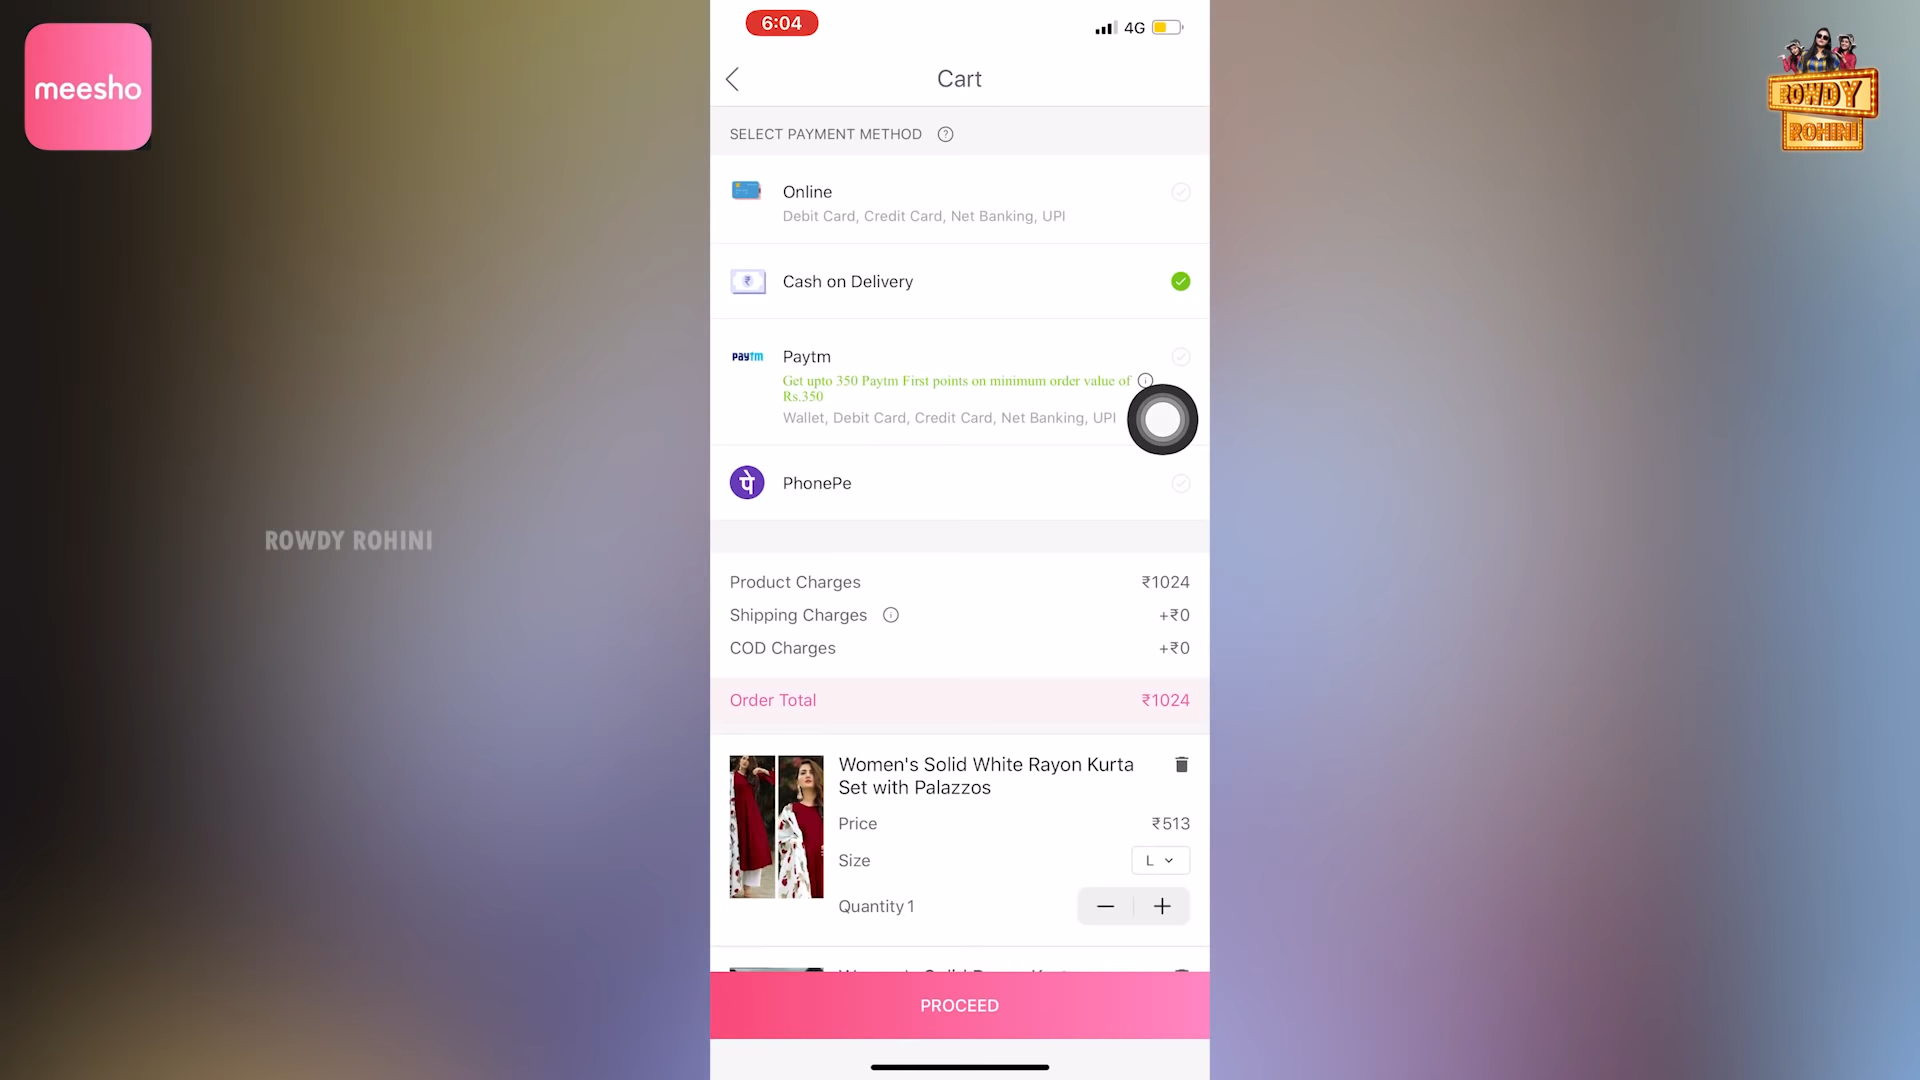 meesho
6:04
4G
ROWDY
ROHINI
Cart
SELECT PAYMENT METHOD ?
Online
Debit Card, Credit Card, Net Banking, UPI
₹
Cash on Delivery
paytm
Paytm
Get upto 350 Paytm First points on minimum order value of
Rs.350
Wallet, Debit Card, Credit Card, Net Banking, UPI
पे
PhonePe
ROWDY ROHINI
Product Charges ₹1024
Shipping Charges +₹0
COD Charges +₹0
Order Total ₹1024
Women's Solid White Rayon Kurta
Set with Palazzos
Price ₹513
Size L
Quantity 1
PROCEED